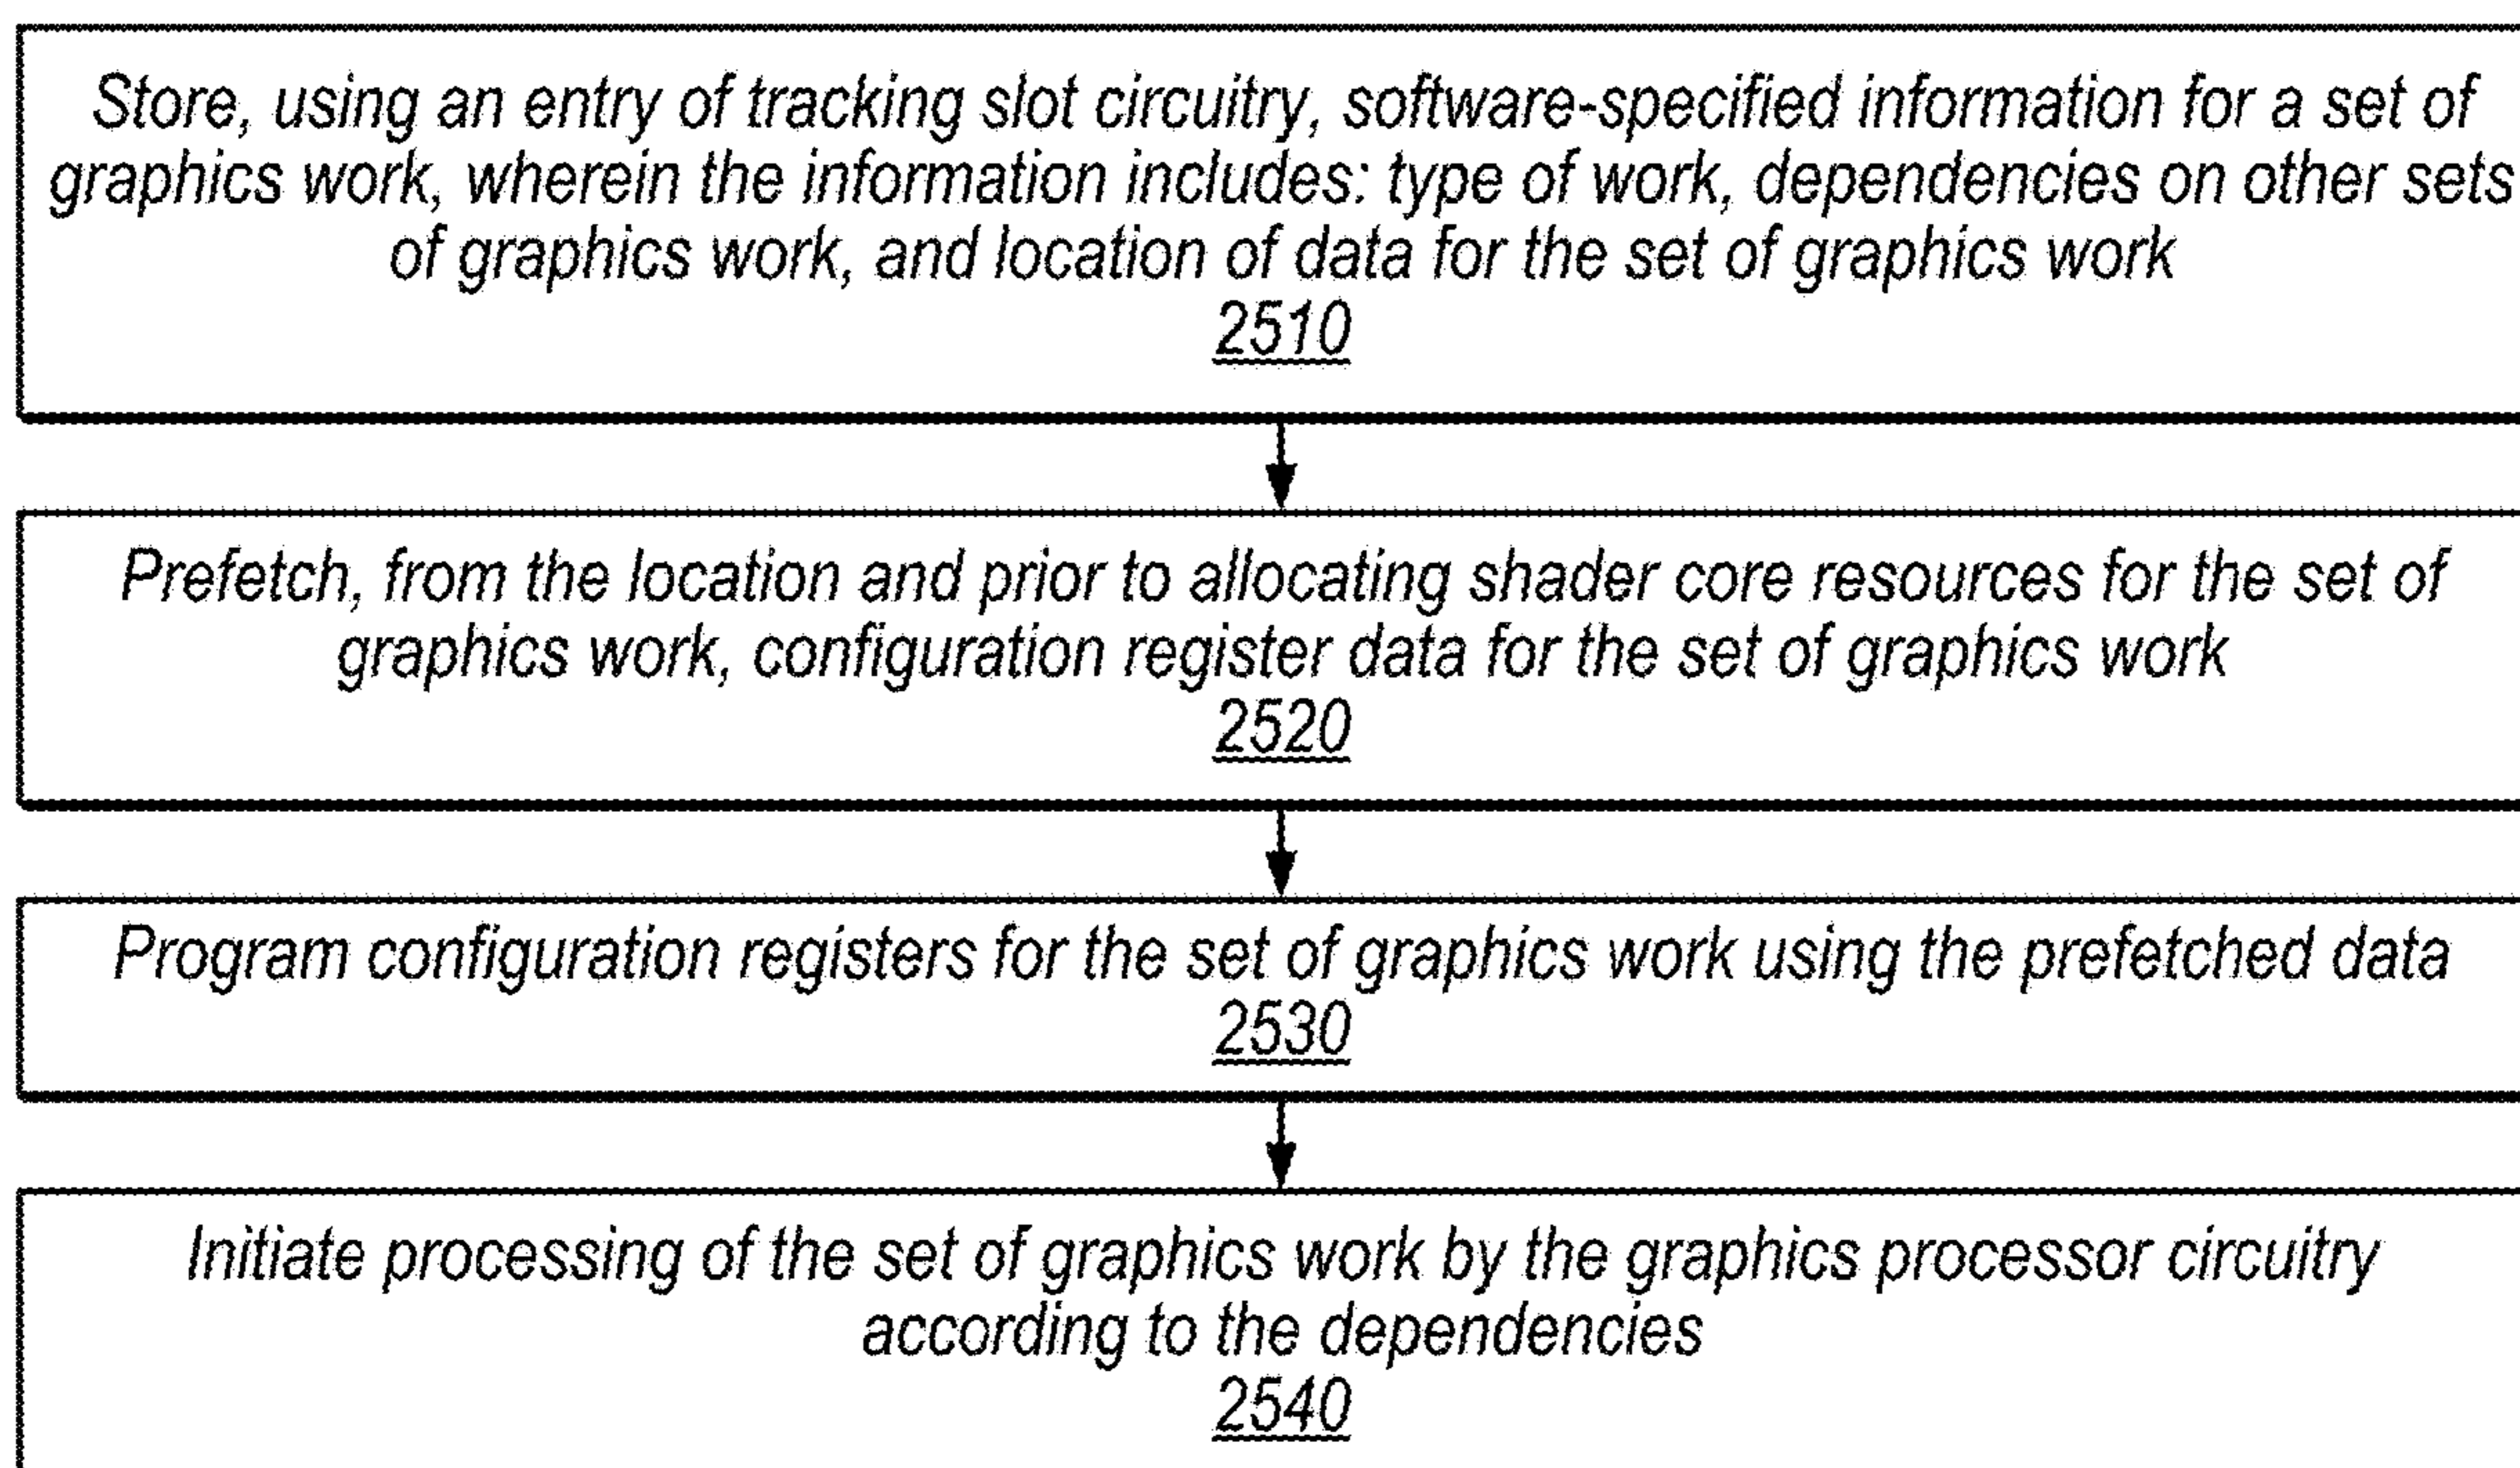 Store, using an entry of tracking slot circuitry, software-specified information for a set of
graphics work, wherein the information includes: type of work, dependencies on other sets
of graphics work, and location of data for the set of graphics work
2510
Prefetch, from the location and prior to allocating shader core resources for the set of
graphics work, configuration register data for the set of graphics work
2520
Program configuration registers for the set of graphics work using the prefetched data
2530
Initiate processing of the set of graphics work by the graphics processor circuitry
according to the dependencies
2540